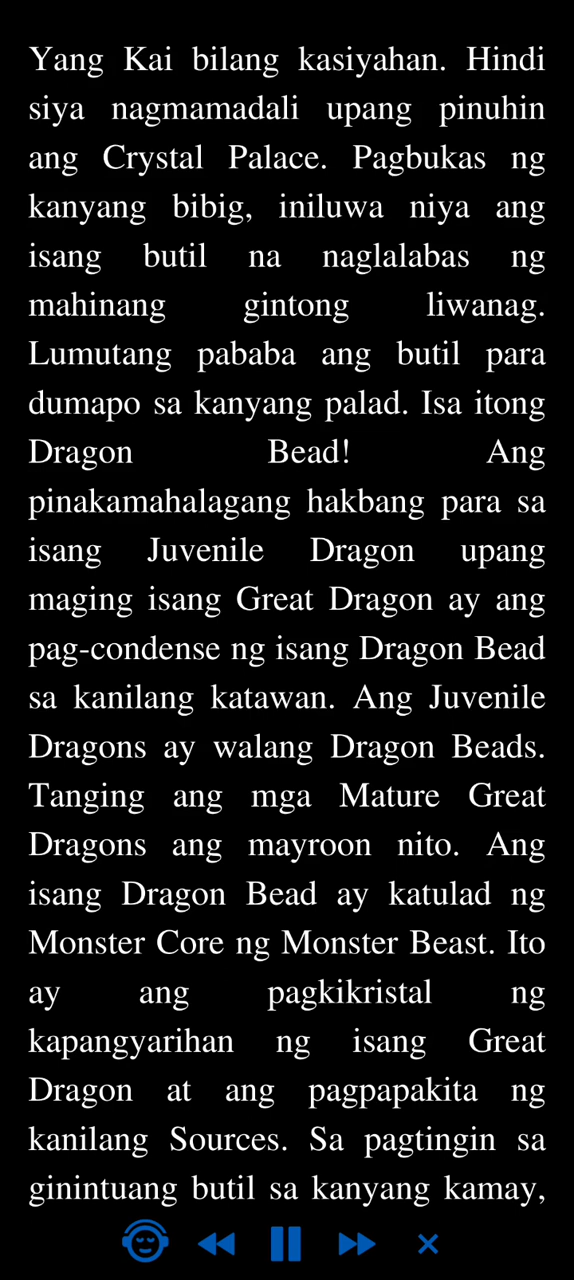 Yang Kai bilang kasiyahan. Hindi
siya nagmamadali upang pinuhin
ang Crystal Palace. Pagbukas ng
kanyang bibig, iniluwa niya ang
isang butil na naglalabas ng
mahinang gintong liwanag.
Lumutang pababa ang butil para
dumapo sa kanyang palad. Isa itong
Dragon Bead! Ang
pinakamahalagang hakbang para sa
isang Juvenile Dragon upang
maging isang Great Dragon ay ang
pag-condense ng isang Dragon Bead
sa kanilang katawan. Ang Juvenile
Dragons ay walang Dragon Beads.
Tanging ang mga Mature Great
Dragons ang mayroon nito. Ang
isang Dragon Bead ay katulad ng
Monster Core ng Monster Beast. Ito
ay ang pagkikristal ng
kapangyarihan ng isang Great
Dragon at ang pagpapakita ng
kanilang Sources. Sa pagtingin sa
ginintuang butil sa kanyang kamay,